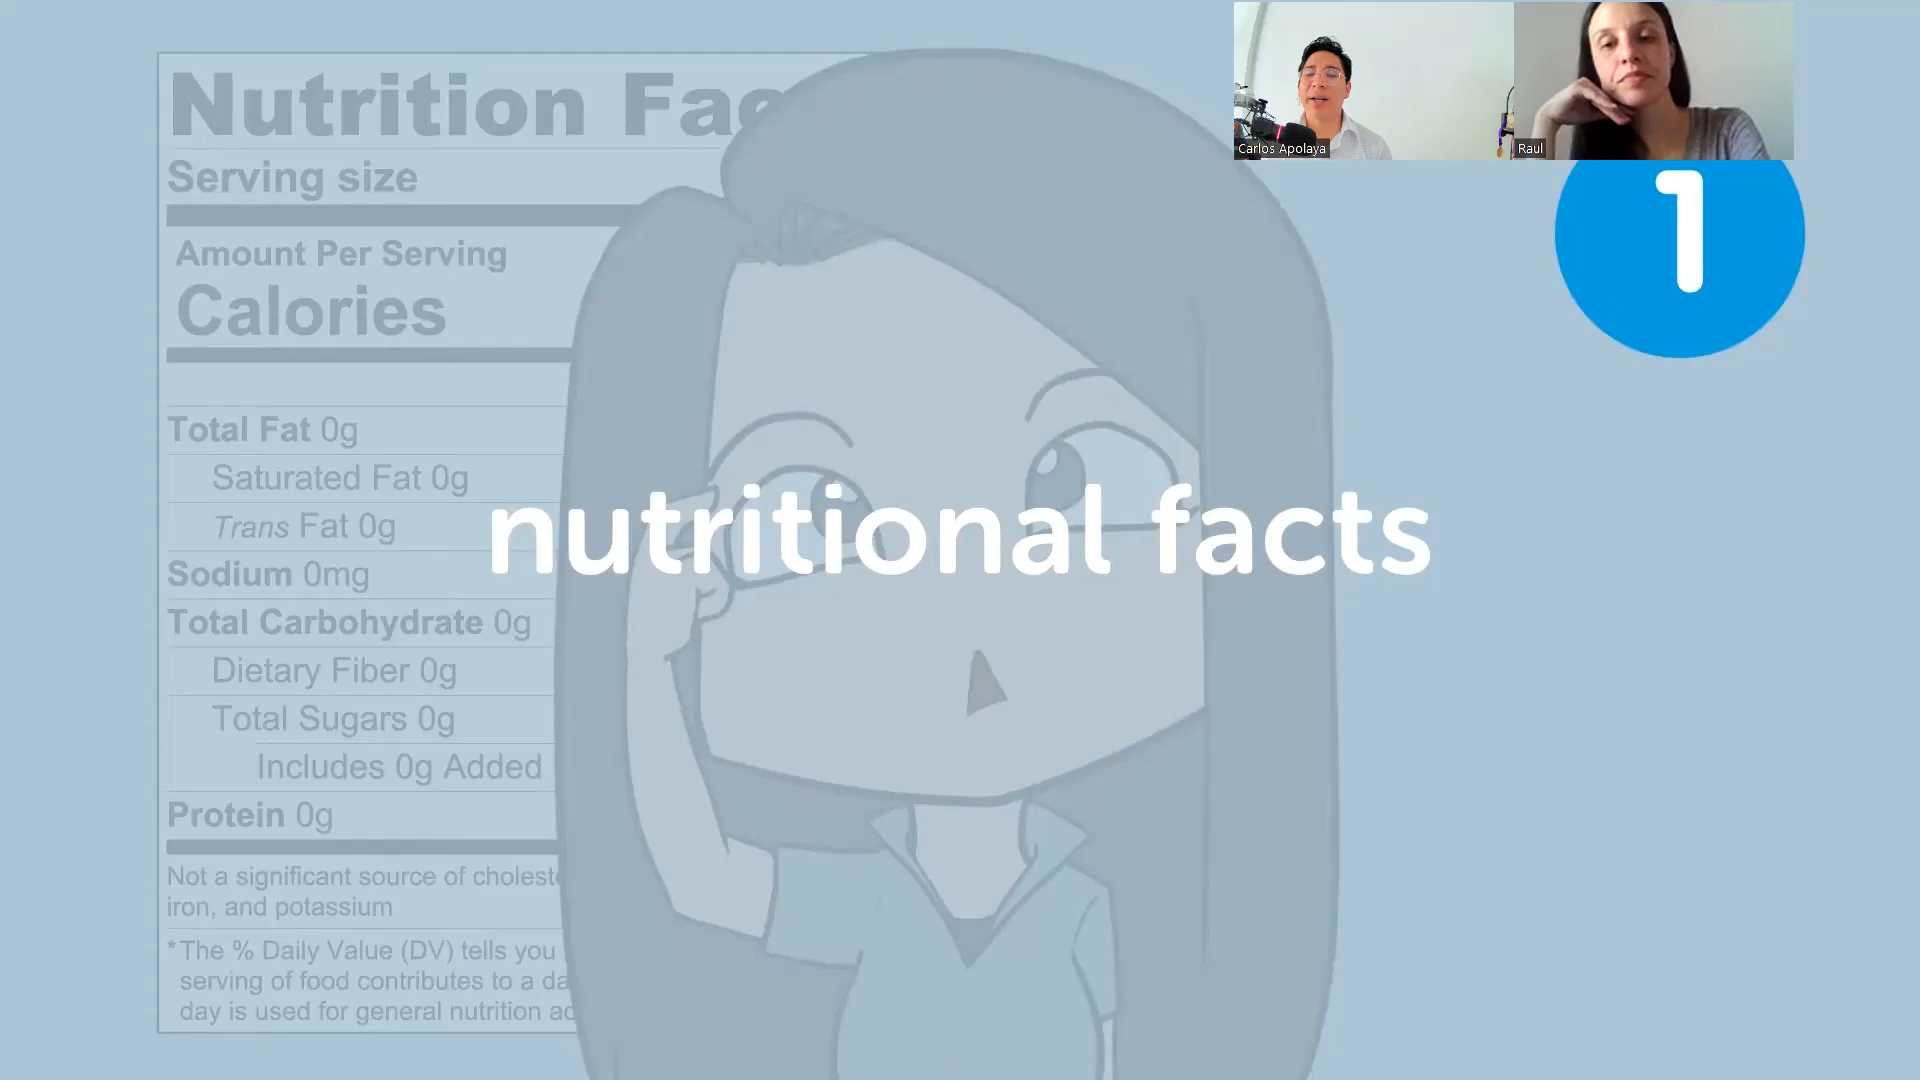 Nutrition Fac
Serving size
Amount Per Serving
Calories
Total Fat 0g
Saturated Fat 0g
Trans Fat 0g
Sodium 0mg
Total Carbohydrate 0g
Dietary Fiber 0g
Total Sugars 0g
Includes 0g Added
Protein 0g
Not a significant source of cholest
iron, and potassium
* The % Daily Value (DV) tells you
serving of food contributes to a da
day is used for general nutrition ad
nutritional facts
Carlos Apolaya
Raul
1